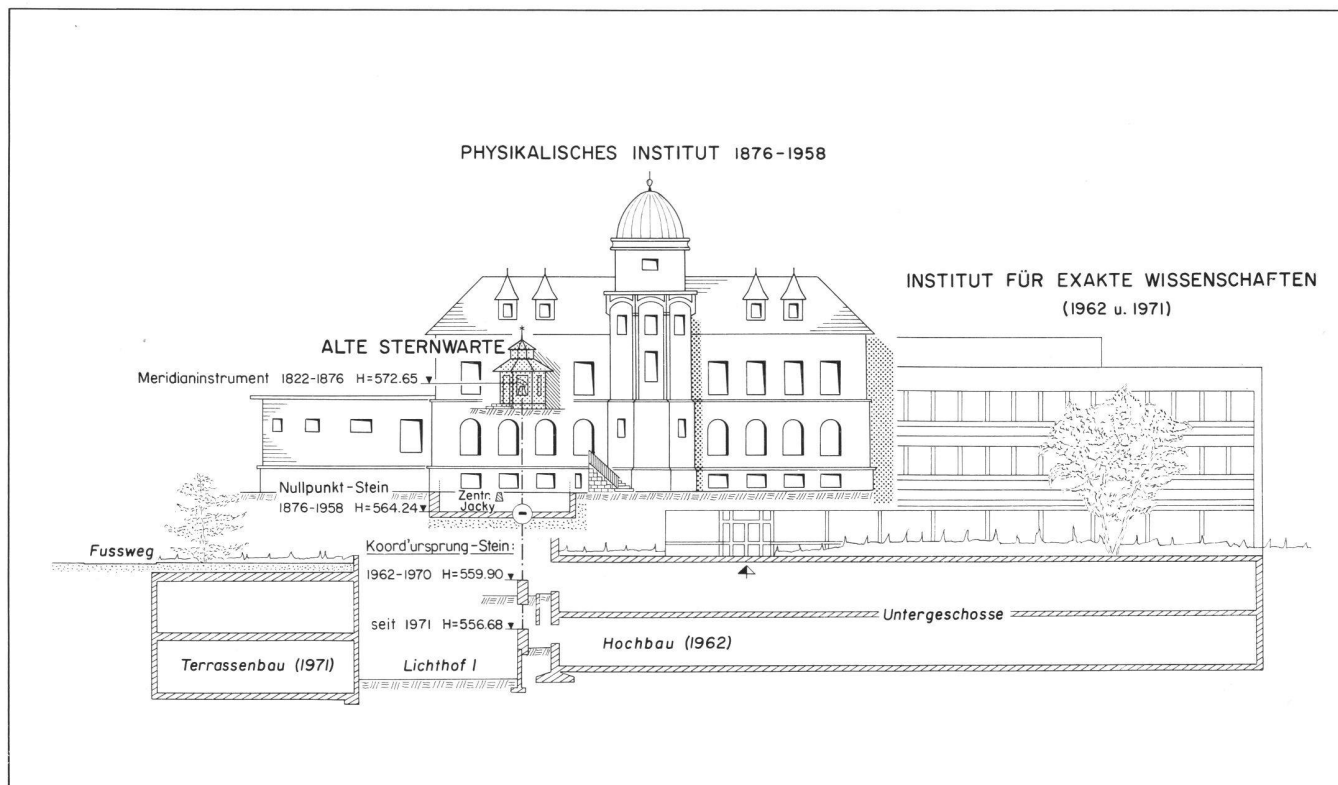 PHYSIKALISCHES INSTITUT 1876-1958
INSTITUT FÜR EXAKTE WISSENSCHAFTEN
(1962 u. 1971)
ALTE STERNWARTE
Meridianinstrument 1822-1876 H=572.65
Nullpunkt-Stein
1876-1958 H=564.24
Zentr.
Jacky
Fussweg
Koord'ursprung-Stein:
1962-1970 H=559.90
seit 1971 H=556.68
Untergeschosse
Hochbau (1962)
Terrassenbau (1971)
Lichthof I